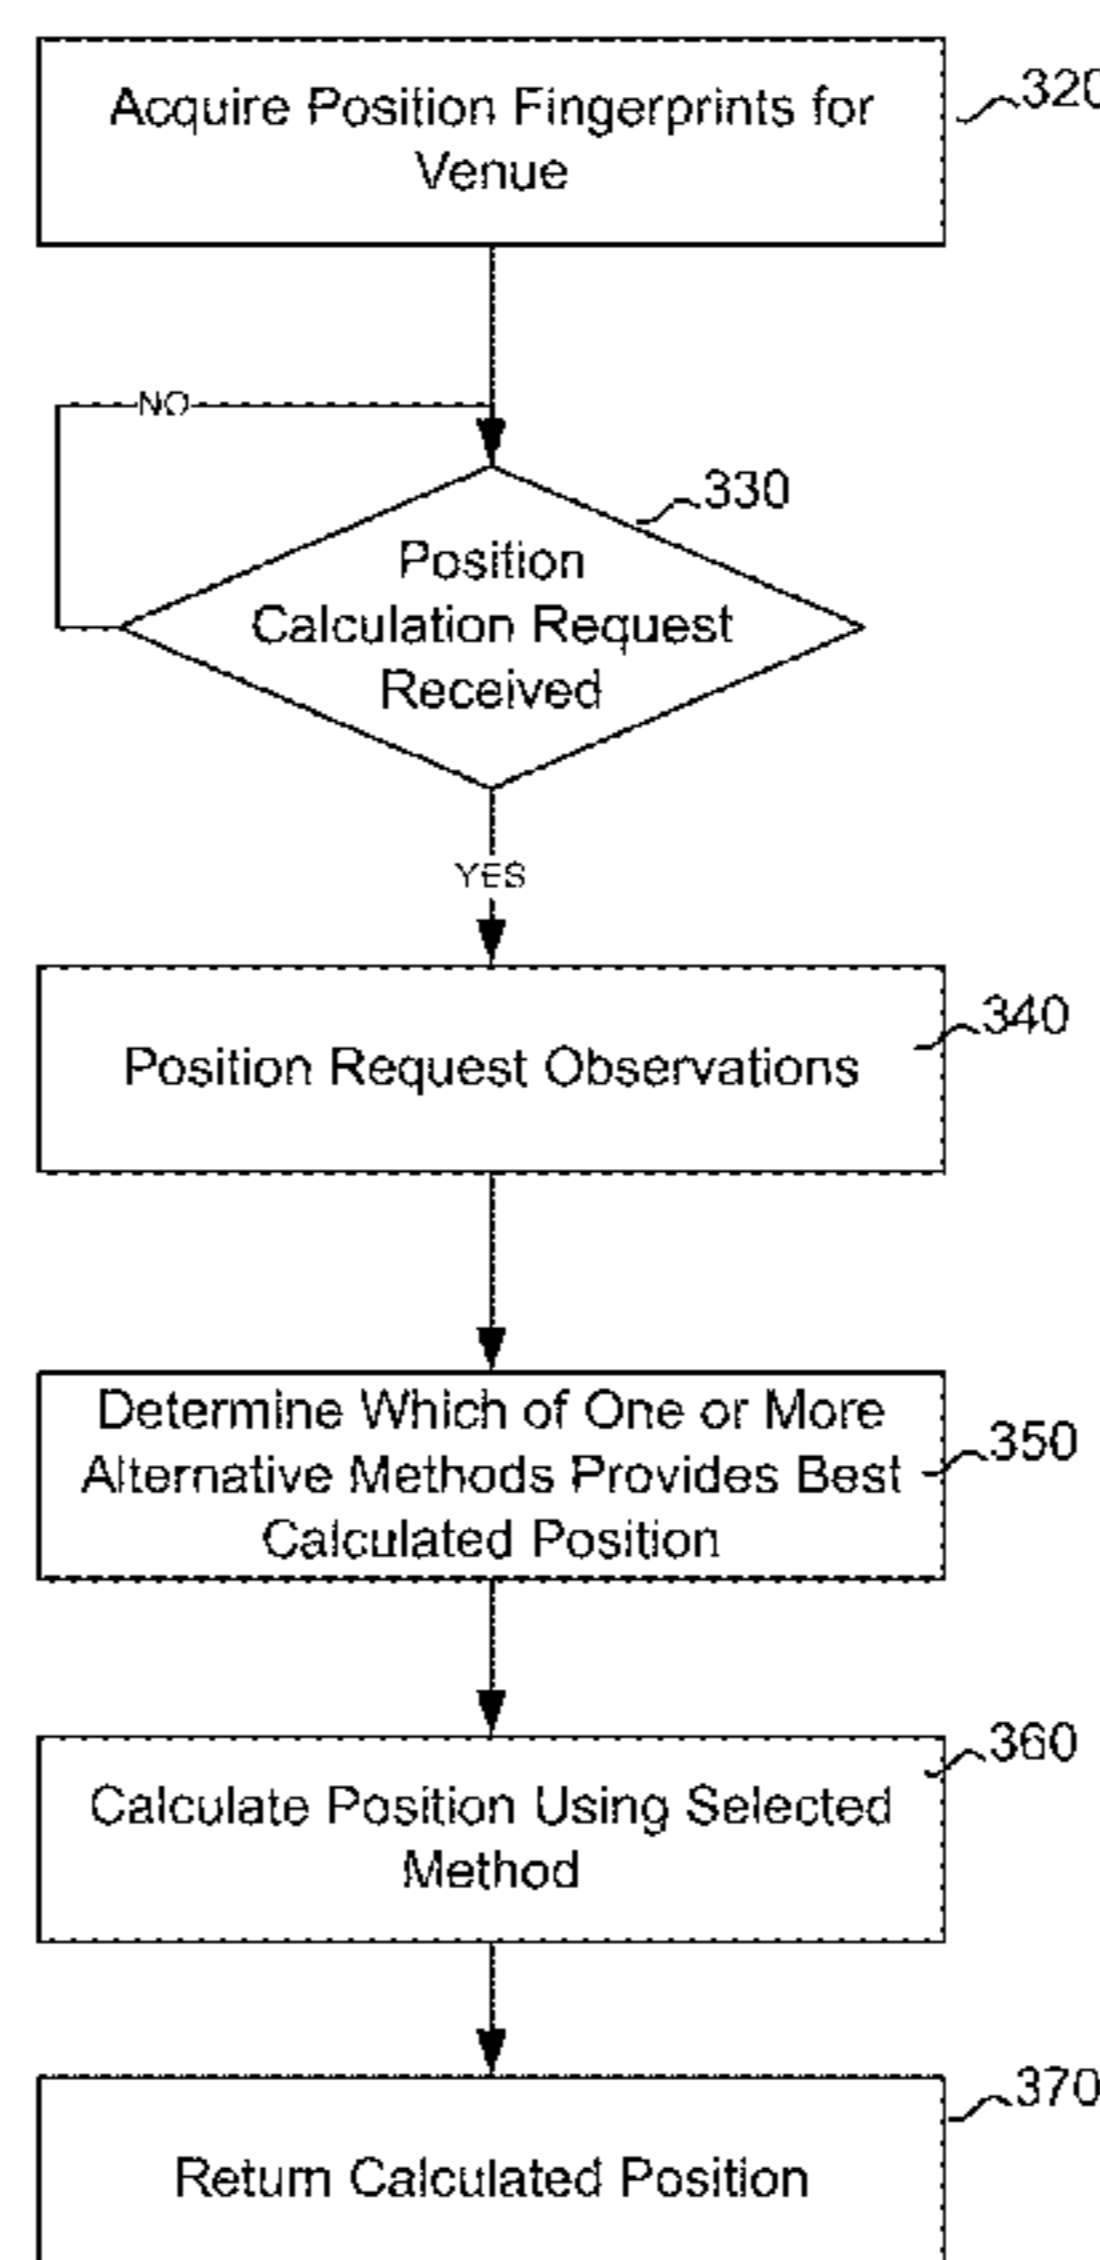 Acquire Position Fingerprints for
Venue
320
NO
330
Position
Calculation Request
Received
YES
340
Position Request Observations
Determine Which of One or More
Alternative Methods Provides Best
Calculated Position
350
360
Calculate Position Using Selected
Method
370
Return Calculated Position